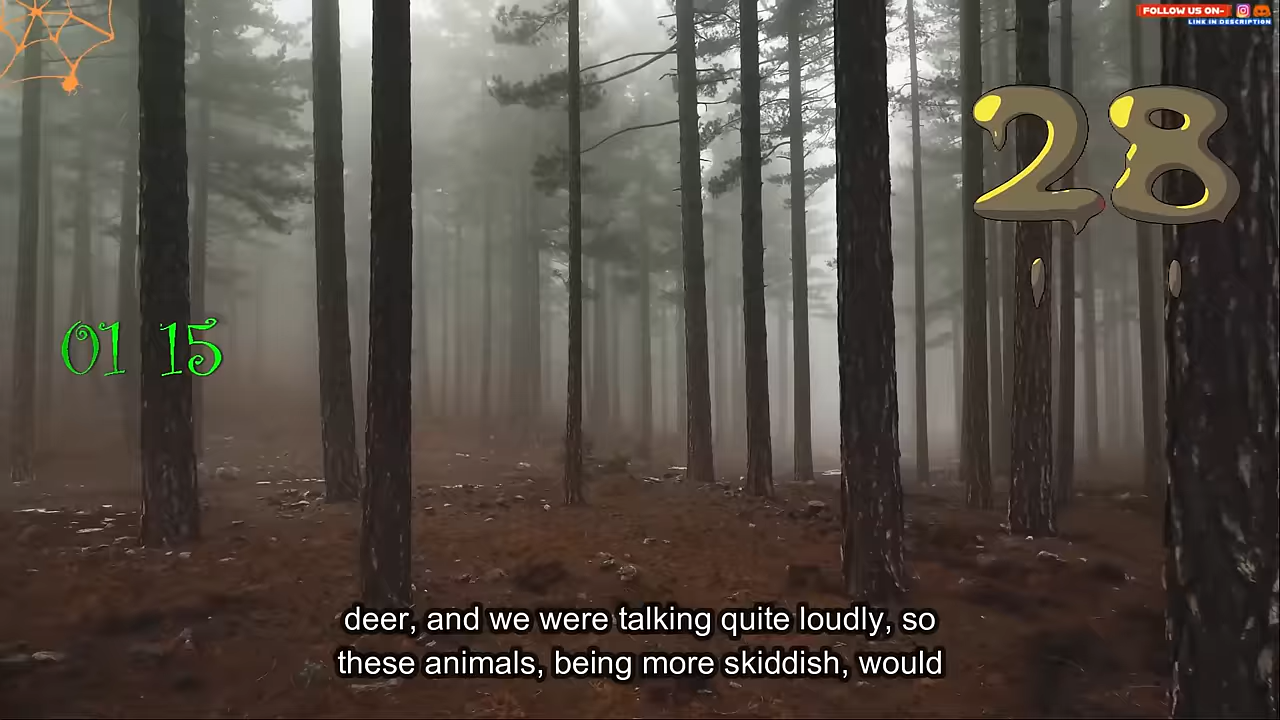 FOLLOW US ON-
LINK IN DESCRIPTION
28
01 15
deer, and we were talking quite loudly, so
these animals, being more skiddish, would